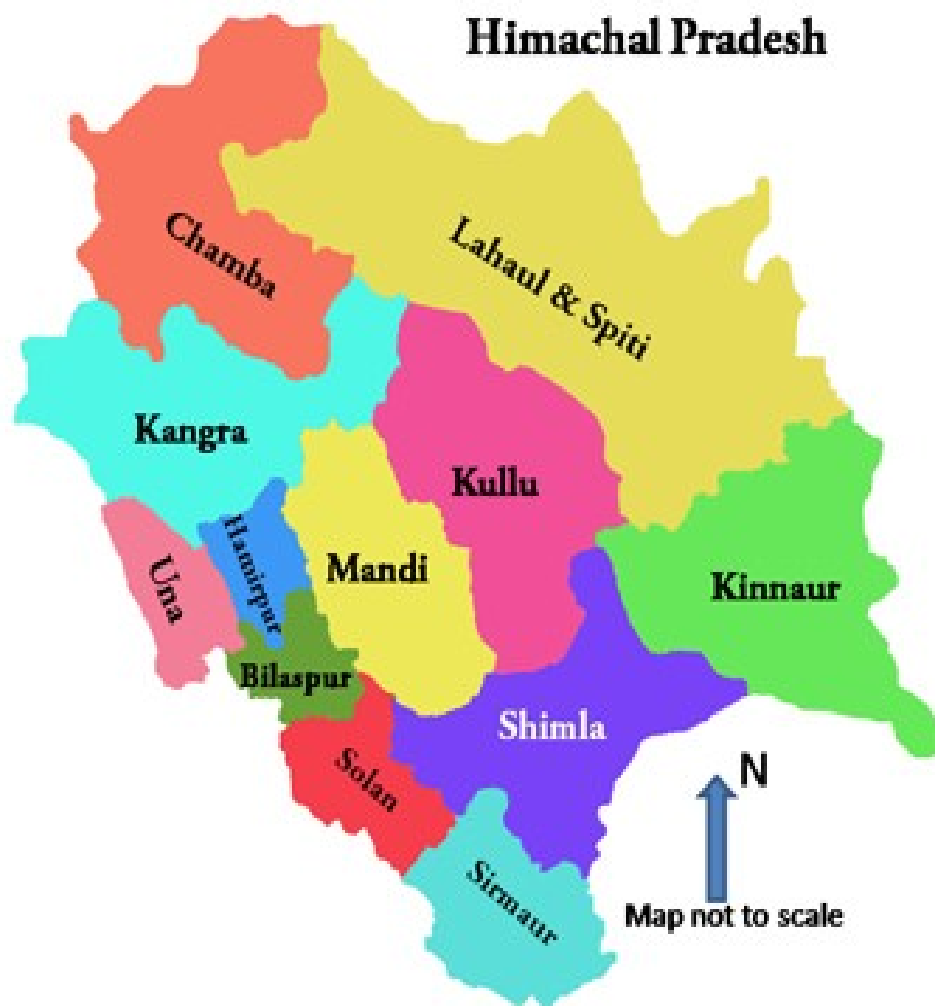 Himachal Pradesh
Chamba
Lahaul & Spiti
Kangra
Kullu
Hamirpur
Mandi
Una
Kinnaur
Bilaspur
Shimla
Solan
N
Sirmaur
Map not to scale